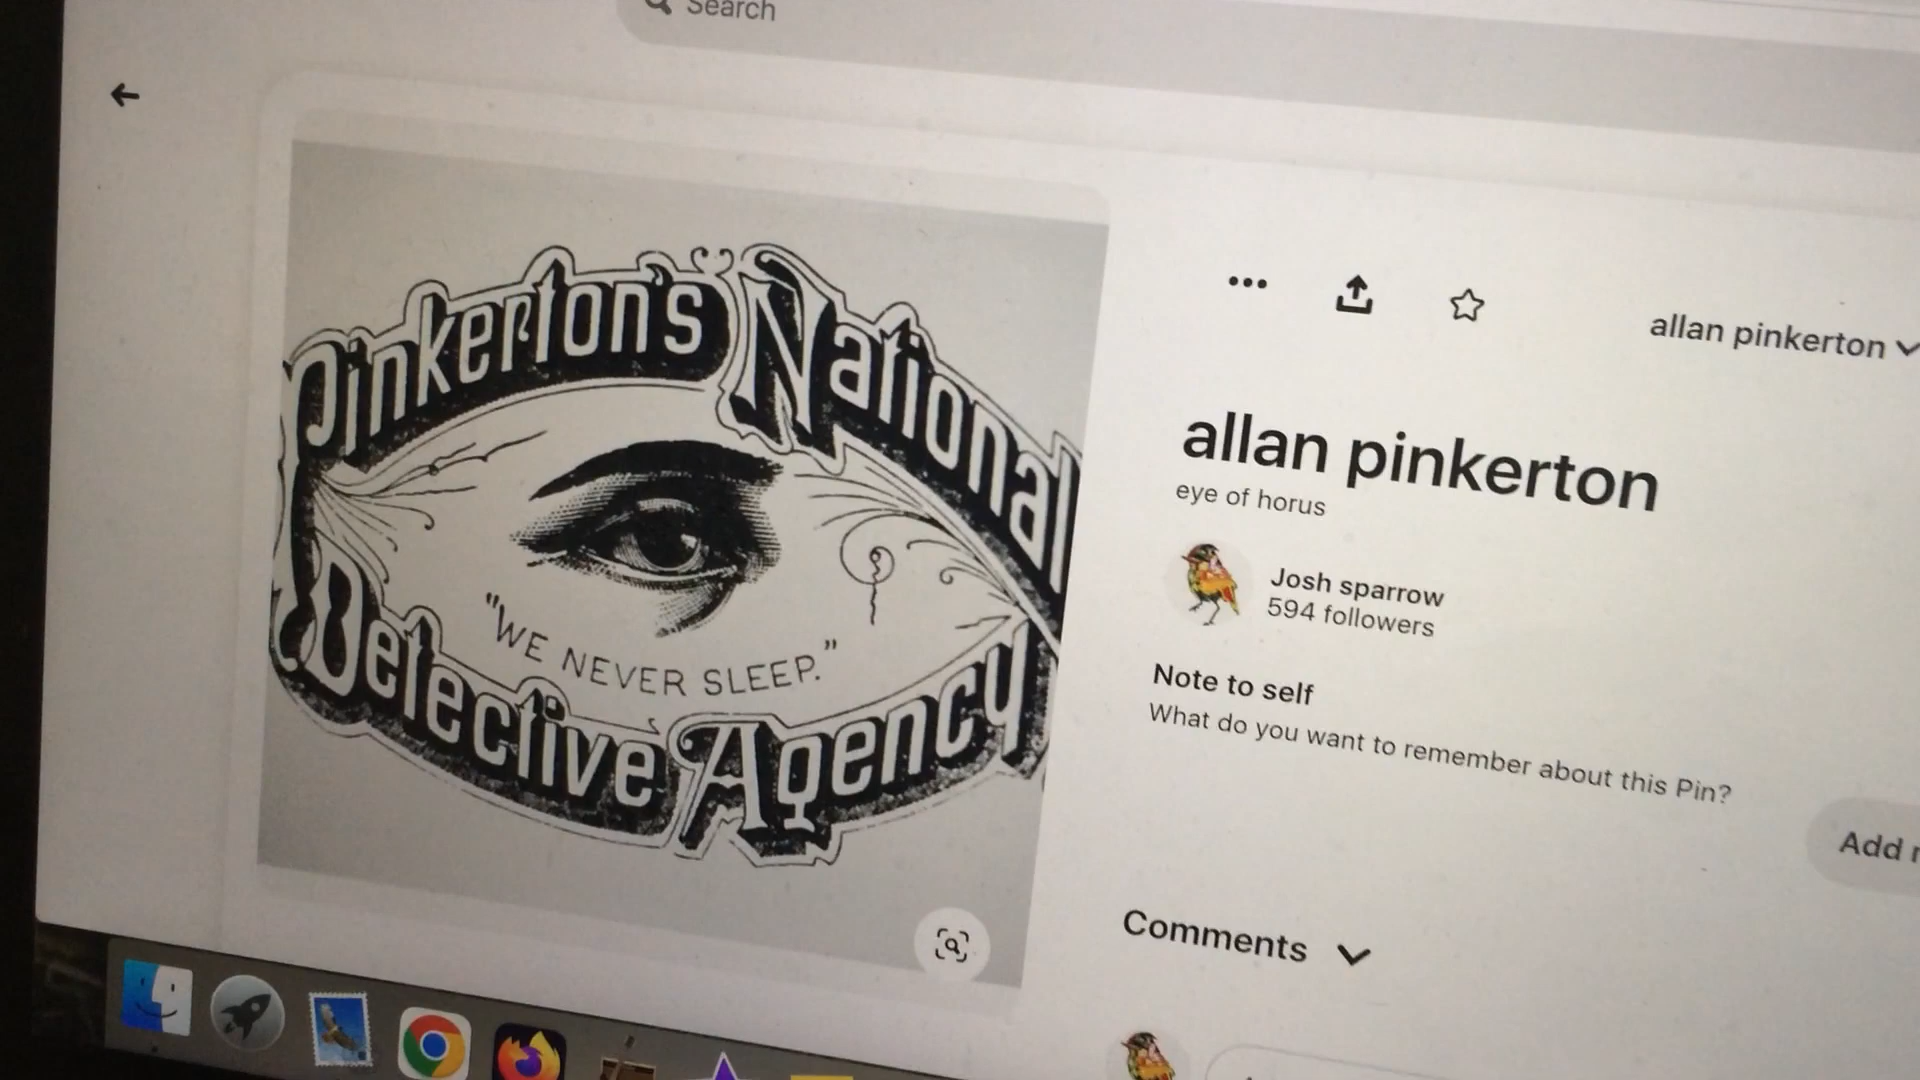 Search
allan pinkerton
Pinkerton's National
"WE NEVER SLEEP."
Detective Agency
allan pinkerton
eye of horus
Josh sparrow
594 followers
Note to self
What do you want to remember about this Pin?
Add
Comments